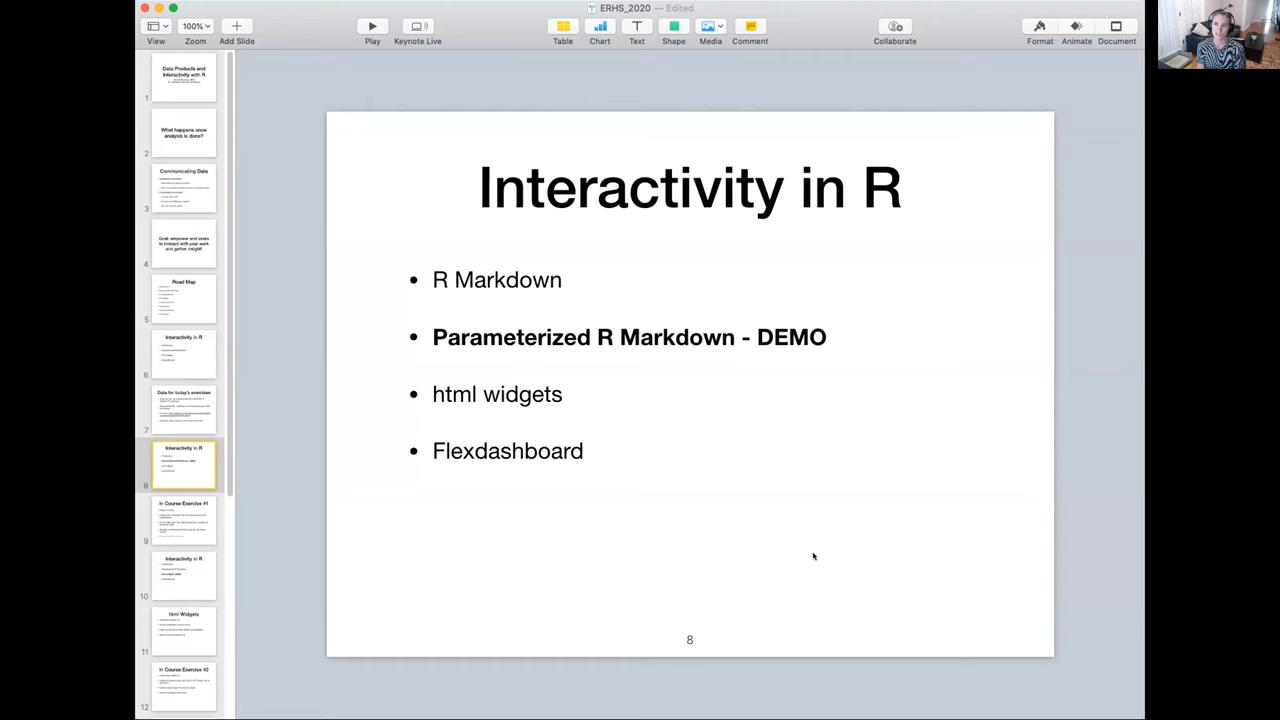 ERHS_2020 — Edited
100%
View
Zoom
Add Slide
Play
Keynote Live
Table
Chart
Text
Shape
Media
Comment
Collaborate
Format
Animate
Document
Data Products and
Interactivity with R
1
What happens once
analysis is done?
2
Communicating Data
3
Goal: empower end users
to interact with your work
and gather insight!
4
Road Map
5
Interactivity in R
6
Data for today's exercises
7
Interactivity in R
8
In Course Exercise #1
9
Interactivity in R
10
html Widgets
11
In Course Exercise #2
12
Interactivity in R
• R Markdown
• Parameterized R Markdown - DEMO
• html widgets
• Flexdashboard
8